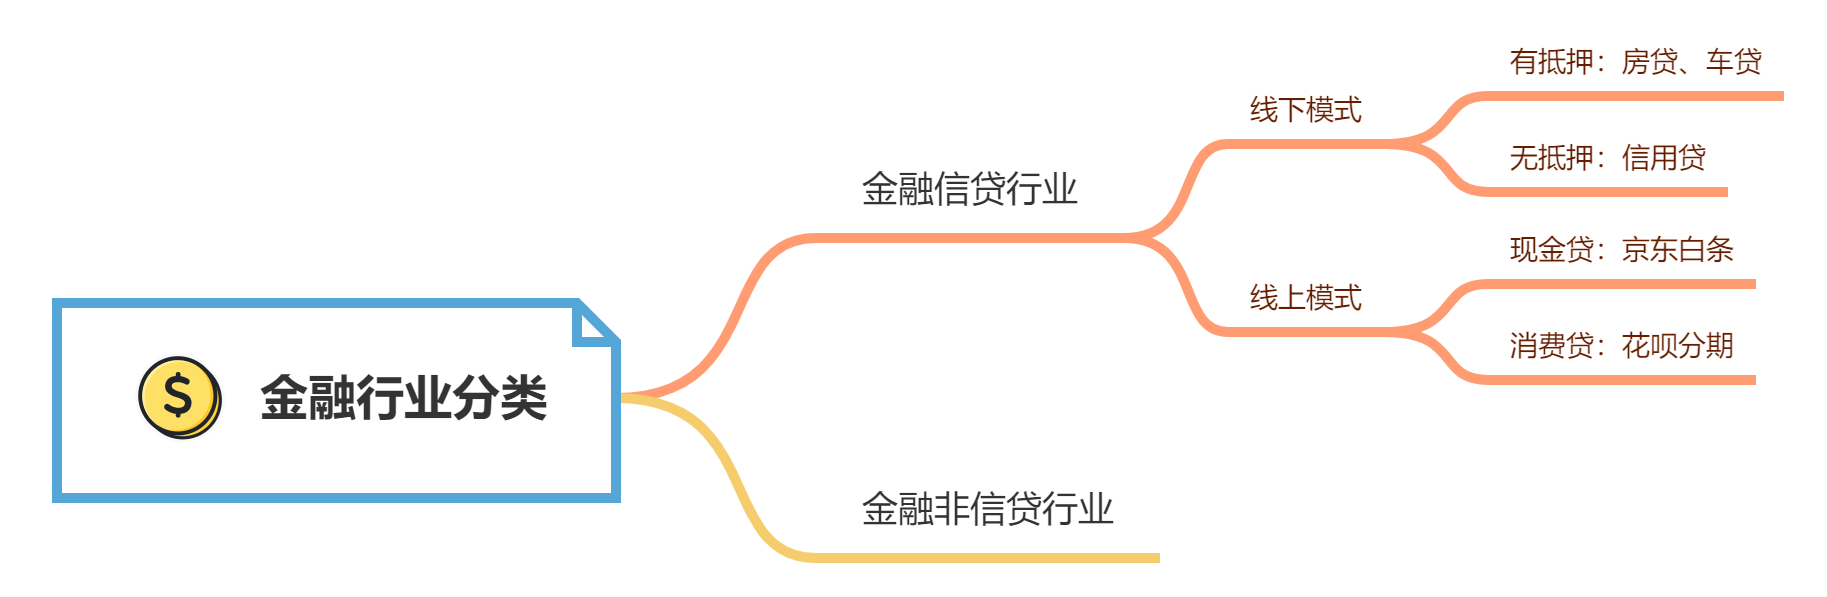 金融行业分类
金融信贷行业
线下模式
有抵押：房贷、车贷
无抵押：信用贷
线上模式
现金贷：京东白条
消费贷：花呗分期
金融非信贷行业